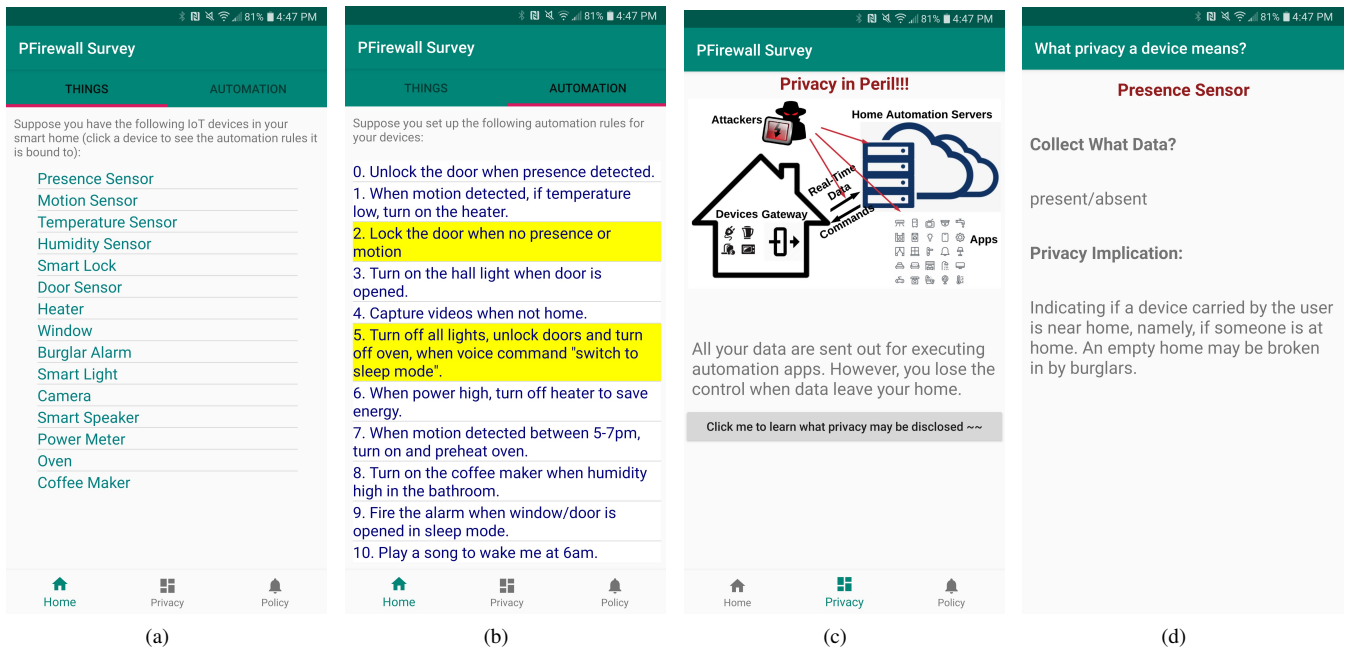 81% 4:47 PM
PFirewall Survey
THINGS AUTOMATION
Suppose you have the following IoT devices in your
smart home (click a device to see the automation rules it
is bound to):
Presence Sensor
Motion Sensor
Temperature Sensor
Humidity Sensor
Smart Lock
Door Sensor
Heater
Window
Burglar Alarm
Smart Light
Camera
Smart Speaker
Power Meter
Oven
Coffee Maker
Home Privacy Policy
(a)
81% 4:47 PM
PFirewall Survey
THINGS AUTOMATION
Suppose you set up the following automation rules for
your devices:
0. Unlock the door when presence detected.
1. When motion detected, if temperature
low, turn on the heater.
2. Lock the door when no presence or
motion
3. Turn on the hall light when door is
opened.
4. Capture videos when not home.
5. Turn off all lights, unlock doors and turn
off oven, when voice command "switch to
sleep mode".
6. When power high, turn off heater to save
energy.
7. When motion detected between 5-7pm,
turn on and preheat oven.
8. Turn on the coffee maker when humidity
high in the bathroom.
9. Fire the alarm when window/door is
opened in sleep mode.
10. Play a song to wake me at 6am.
Home Privacy Policy
(b)
81% 4:47 PM
PFirewall Survey
Privacy in Peril!!!
Attackers
Home Automation Servers
Real-Time
Data
Commands
Devices Gateway
Apps
All your data are sent out for executing
automation apps. However, you lose the
control when data leave your home.
Click me to learn what privacy may be disclosed ~~
Home Privacy Policy
(c)
81% 4:47 PM
What privacy a device means?
Presence Sensor
Collect What Data?
present/absent
Privacy Implication:
Indicating if a device carried by the user
is near home, namely, if someone is at
home. An empty home may be broken
in by burglars.
(d)